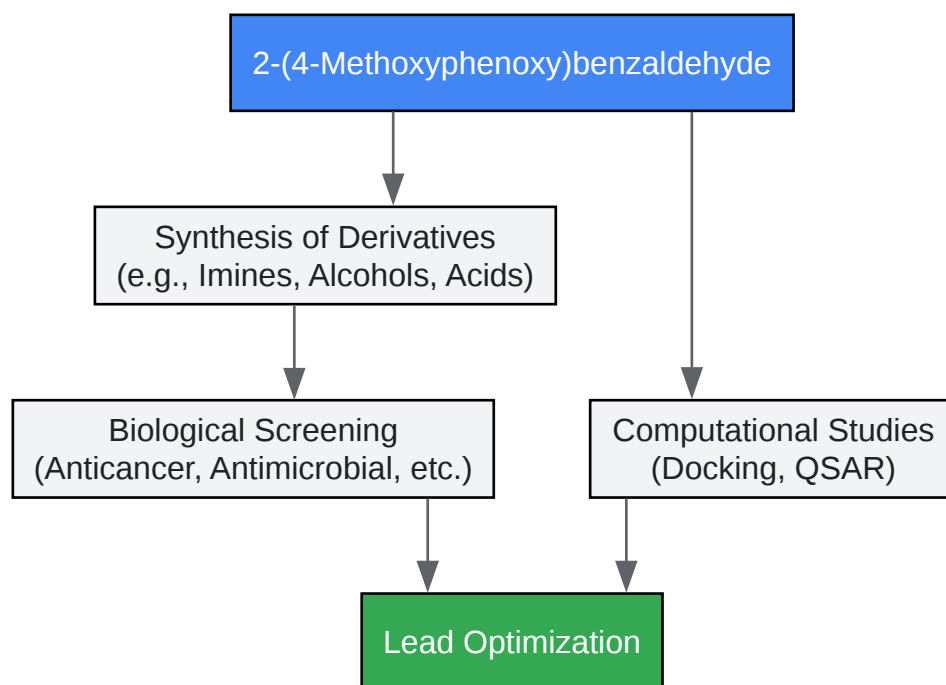 2-(4-Methoxyphenoxy)benzaldehyde
Synthesis of Derivatives
(e.g., Imines, Alcohols, Acids)
Biological Screening
(Anticancer, Antimicrobial, etc.)
Computational Studies
(Docking, QSAR)
Lead Optimization